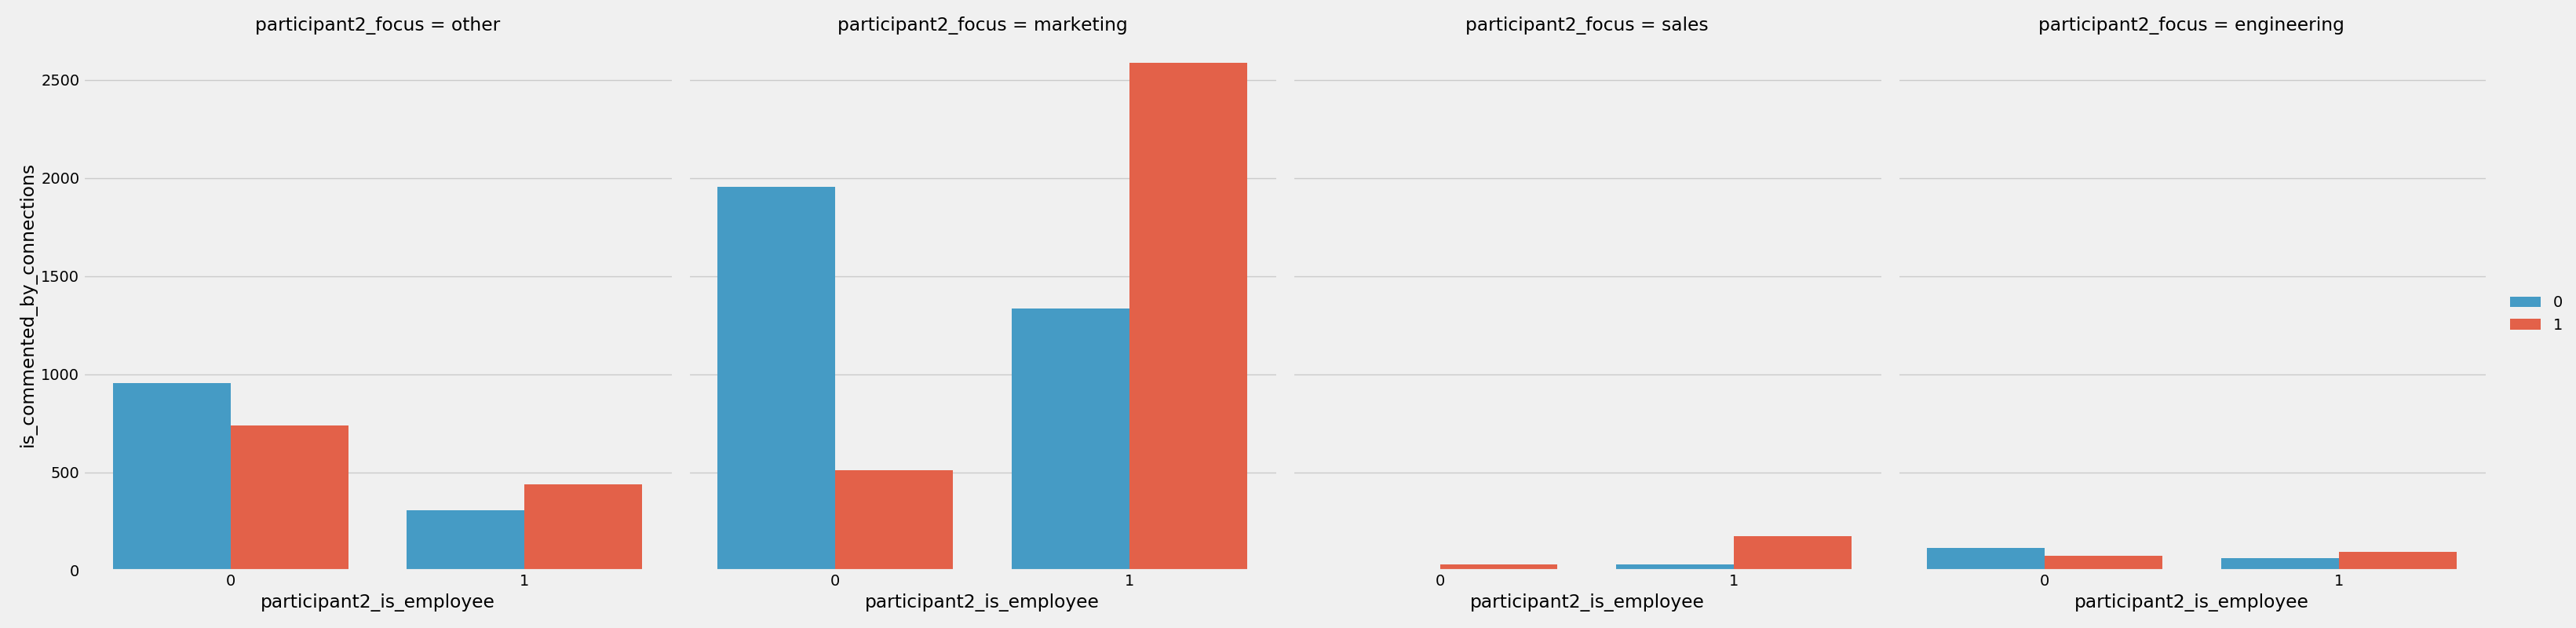 participant2_focus = other
participant2_focus = marketing
participant2_focus = sales
participant2_focus = engineering
is_commented_by_connections
2500
2000
1500
1000
500
0
0 1
0 1
0 1
0 1
participant2_is_employee
participant2_is_employee
participant2_is_employee
participant2_is_employee
0
1